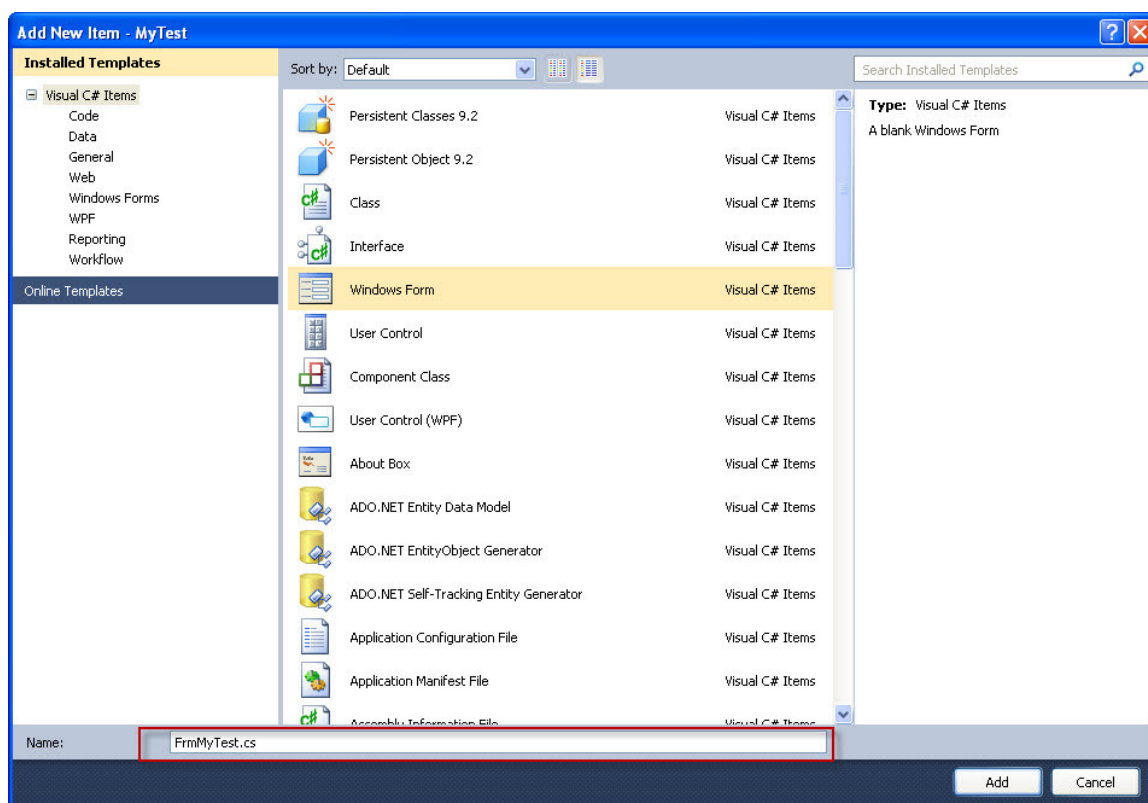 Add New Item - MyTest
Installed Templates
Visual C# Items
Code
Data
General
Web
Windows Forms
WPF
Reporting
Workflow
Online Templates
Sort by: Default
Search Installed Templates
Persistent Classes 9.2 Visual C# Items
Persistent Object 9.2 Visual C# Items
Class Visual C# Items
Interface Visual C# Items
Windows Form Visual C# Items
User Control Visual C# Items
Component Class Visual C# Items
User Control (WPF) Visual C# Items
About Box Visual C# Items
ADO.NET Entity Data Model Visual C# Items
ADO.NET EntityObject Generator Visual C# Items
ADO.NET Self-Tracking Entity Generator Visual C# Items
Application Configuration File Visual C# Items
Application Manifest File Visual C# Items
Assembly Information File Visual C# Items
Type: Visual C# Items
A blank Windows Form
Name: FrmMyTest.cs
Add
Cancel